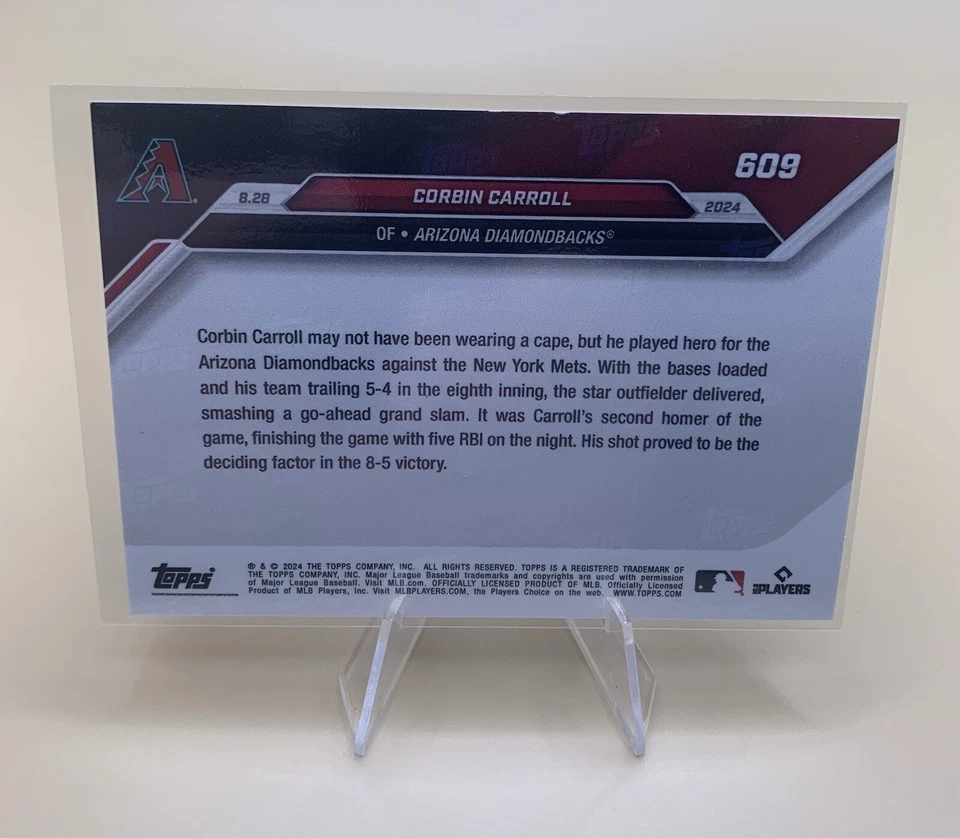 609
8.28
CORBIN CARROLL
2024
OF • ARIZONA DIAMONDBACKS®
Corbin Carroll may not have been wearing a cape, but he played hero for the
Arizona Diamondbacks against the New York Mets. With the bases loaded
and his team trailing 5-4 in the eighth inning, the star outfielder delivered,
smashing a go-ahead grand slam. It was Carroll's second homer of the
game, finishing the game with five RBI on the night. His shot proved to be the
deciding factor in the 8-5 victory.
topps
® & © 2024 THE TOPPS COMPANY, INC. ALL RIGHTS RESERVED. TOPPS IS A REGISTERED TRADEMARK OF
THE TOPPS COMPANY, INC. Major League Baseball trademarks and copyrights are used with permission
of Major League Baseball. Visit MLB.com. OFFICIALLY LICENSED PRODUCT OF MLB. Officially Licensed
Product of MLB Players, Inc. Visit MLBPLAYERS.COM, the Players Choice on the web. WWW.TOPPS.COM
MLB PLAYERS